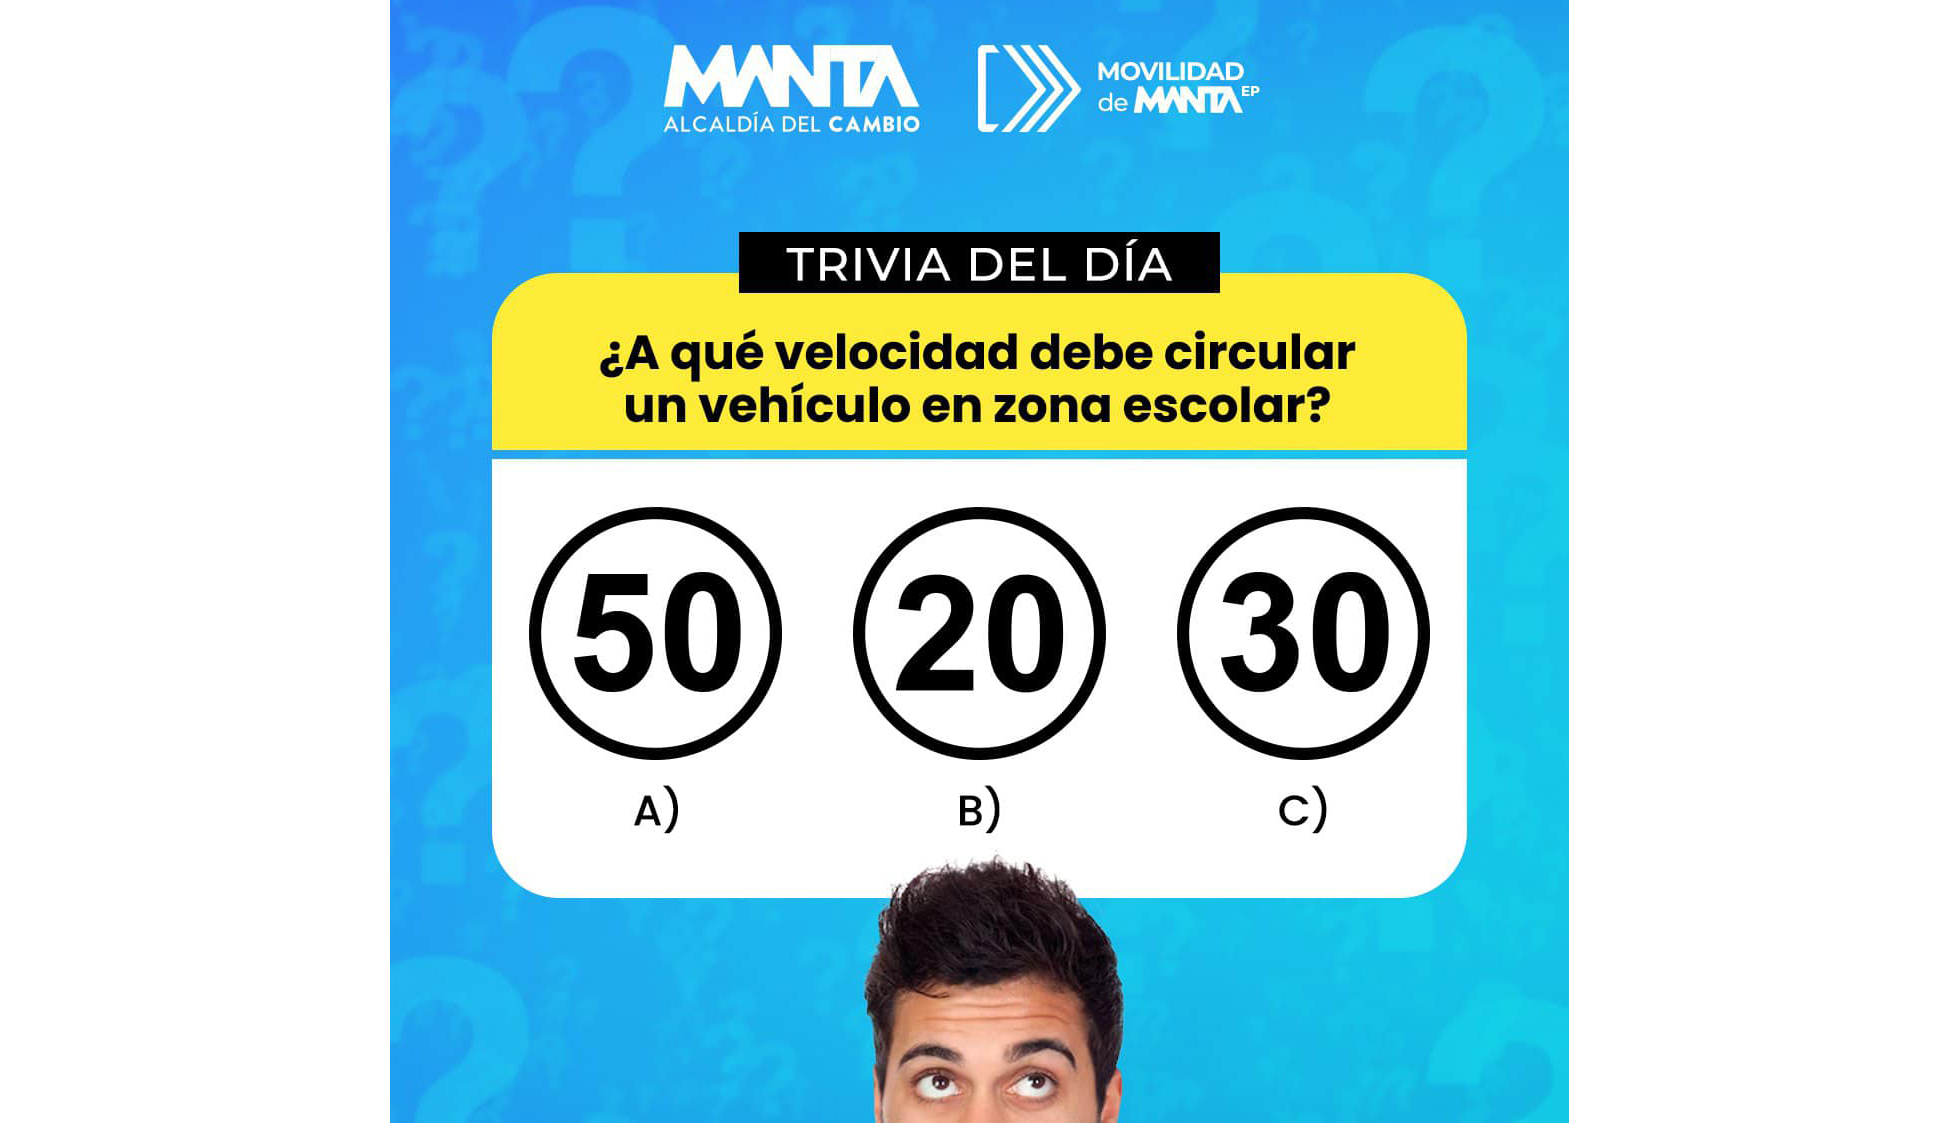 MANTA
ALCALDÍA DEL CAMBIO
MOVILIDAD
de MANTA EP
TRIVIA DEL DÍA
¿A qué velocidad debe circular
un vehículo en zona escolar?
50 20 30
A) B) C)